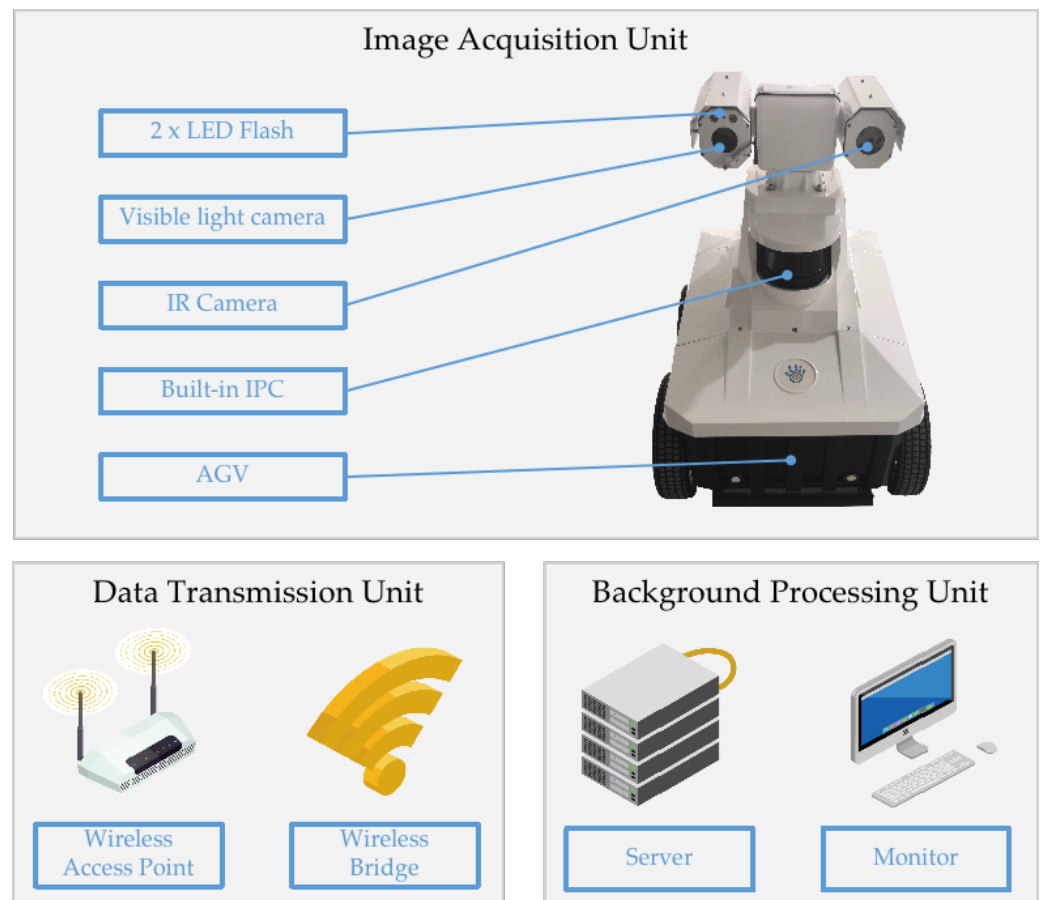 Image Acquisition Unit
2 x LED Flash
Visible light camera
IR Camera
Built-in IPC
AGV
Data Transmission Unit
Wireless
Access Point
Wireless
Bridge
Background Processing Unit
Server
Monitor